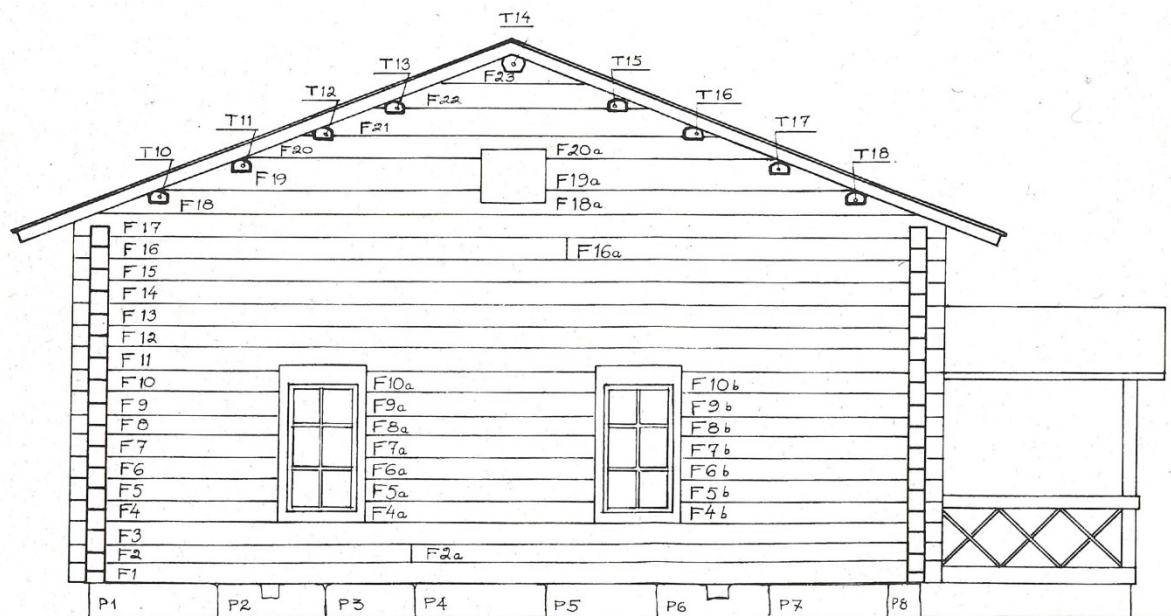 T14
T13 T15
F23
T12 F22 T16
T11 F21 T17
T10 F20 F20a T18
F19 F19a
F18 F18a
F17
F16 F16a
F15
F14
F13
F12
F11
F10 F10a F10b
F9 F9a F9b
F8 F8a F8b
F7 F7a F7b
F6 F6a F6b
F5 F5a F5b
F4 F4a F4b
F3
F2 F2a
F1
P1 P2 P3 P4 P5 P6 P7 P8